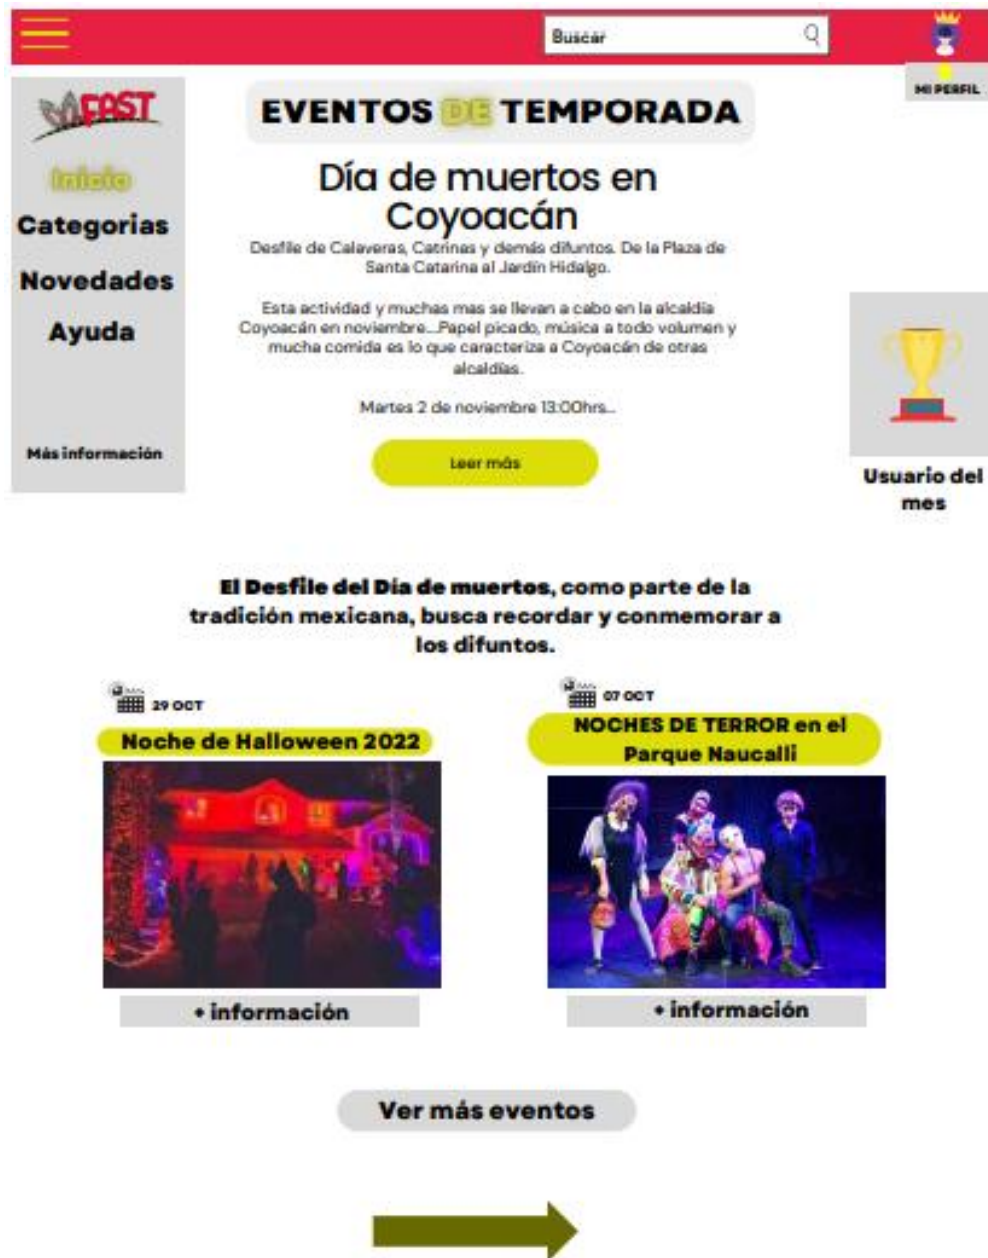 Buscar
MI PERFIL
FAST
Inicio
Categorias
Novedades
Ayuda
Más información
EVENTOS DE TEMPORADA
Día de muertos en
Coyoacán
Desfile de Calaveras, Catrinas y demás difuntos. De la Plaza de
Santa Catarina al Jardín Hidalgo.
Esta actividad y muchas mas se llevan a cabo en la alcaldía
Coyoacán en noviembre...Papel picado, música a todo volumen y
mucha comida es lo que caracteriza a Coyoacán de otras
alcaldías.
Martes 2 de noviembre 13:00hrs...
Leer más
Usuario del
mes
El Desfile del Día de muertos, como parte de la
tradición mexicana, busca recordar y conmemorar a
los difuntos.
29 OCT
Noche de Halloween 2022
+ información
07 OCT
NOCHES DE TERROR en el
Parque Naucalli
+ información
Ver más eventos